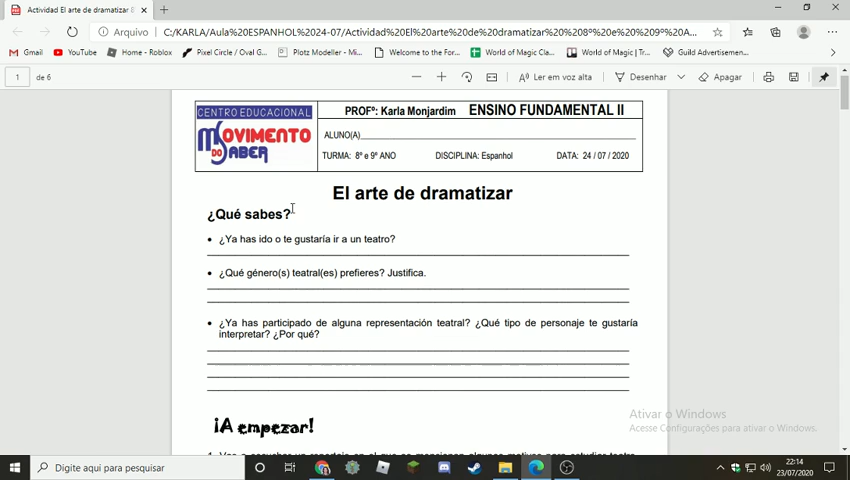 Actividad El arte de dramatizar 8
Arquivo
C:/KARLA/Aula%20ESPANHOL%2024-07/Actividad%20El%20arte%20de%20dramatizar%208º%20e%209º%20A...
Gmail
YouTube
Home - Roblox
Pixel Circle / Oval G...
Plotz Modeller - Mi...
Welcome to the For...
World of Magic Cla...
World of Magic | Tr...
Guild Advertisemen...
1
de 6
Ler em voz alta
Desenhar
Apagar
CENTRO EDUCACIONAL
MOVIMENTO
DO
SABER
PROFº: Karla Monjardim ENSINO FUNDAMENTAL II
ALUNO(A)
TURMA: 8º e 9º ANO DISCIPLINA: Espanhol DATA: 24 / 07 / 2020
El arte de dramatizar
¿Qué sabes?
• ¿Ya has ido o te gustaría ir a un teatro?
• ¿Qué género(s) teatral(es) prefieres? Justifica.
• ¿Ya has participado de alguna representación teatral? ¿Qué tipo de personaje te gustaría
interpretar? ¿Por qué?
¡A empezar!
Ativar o Windows
Acesse Configurações para ativar o Windows.
Digite aqui para pesquisar
22:14
23/07/2020